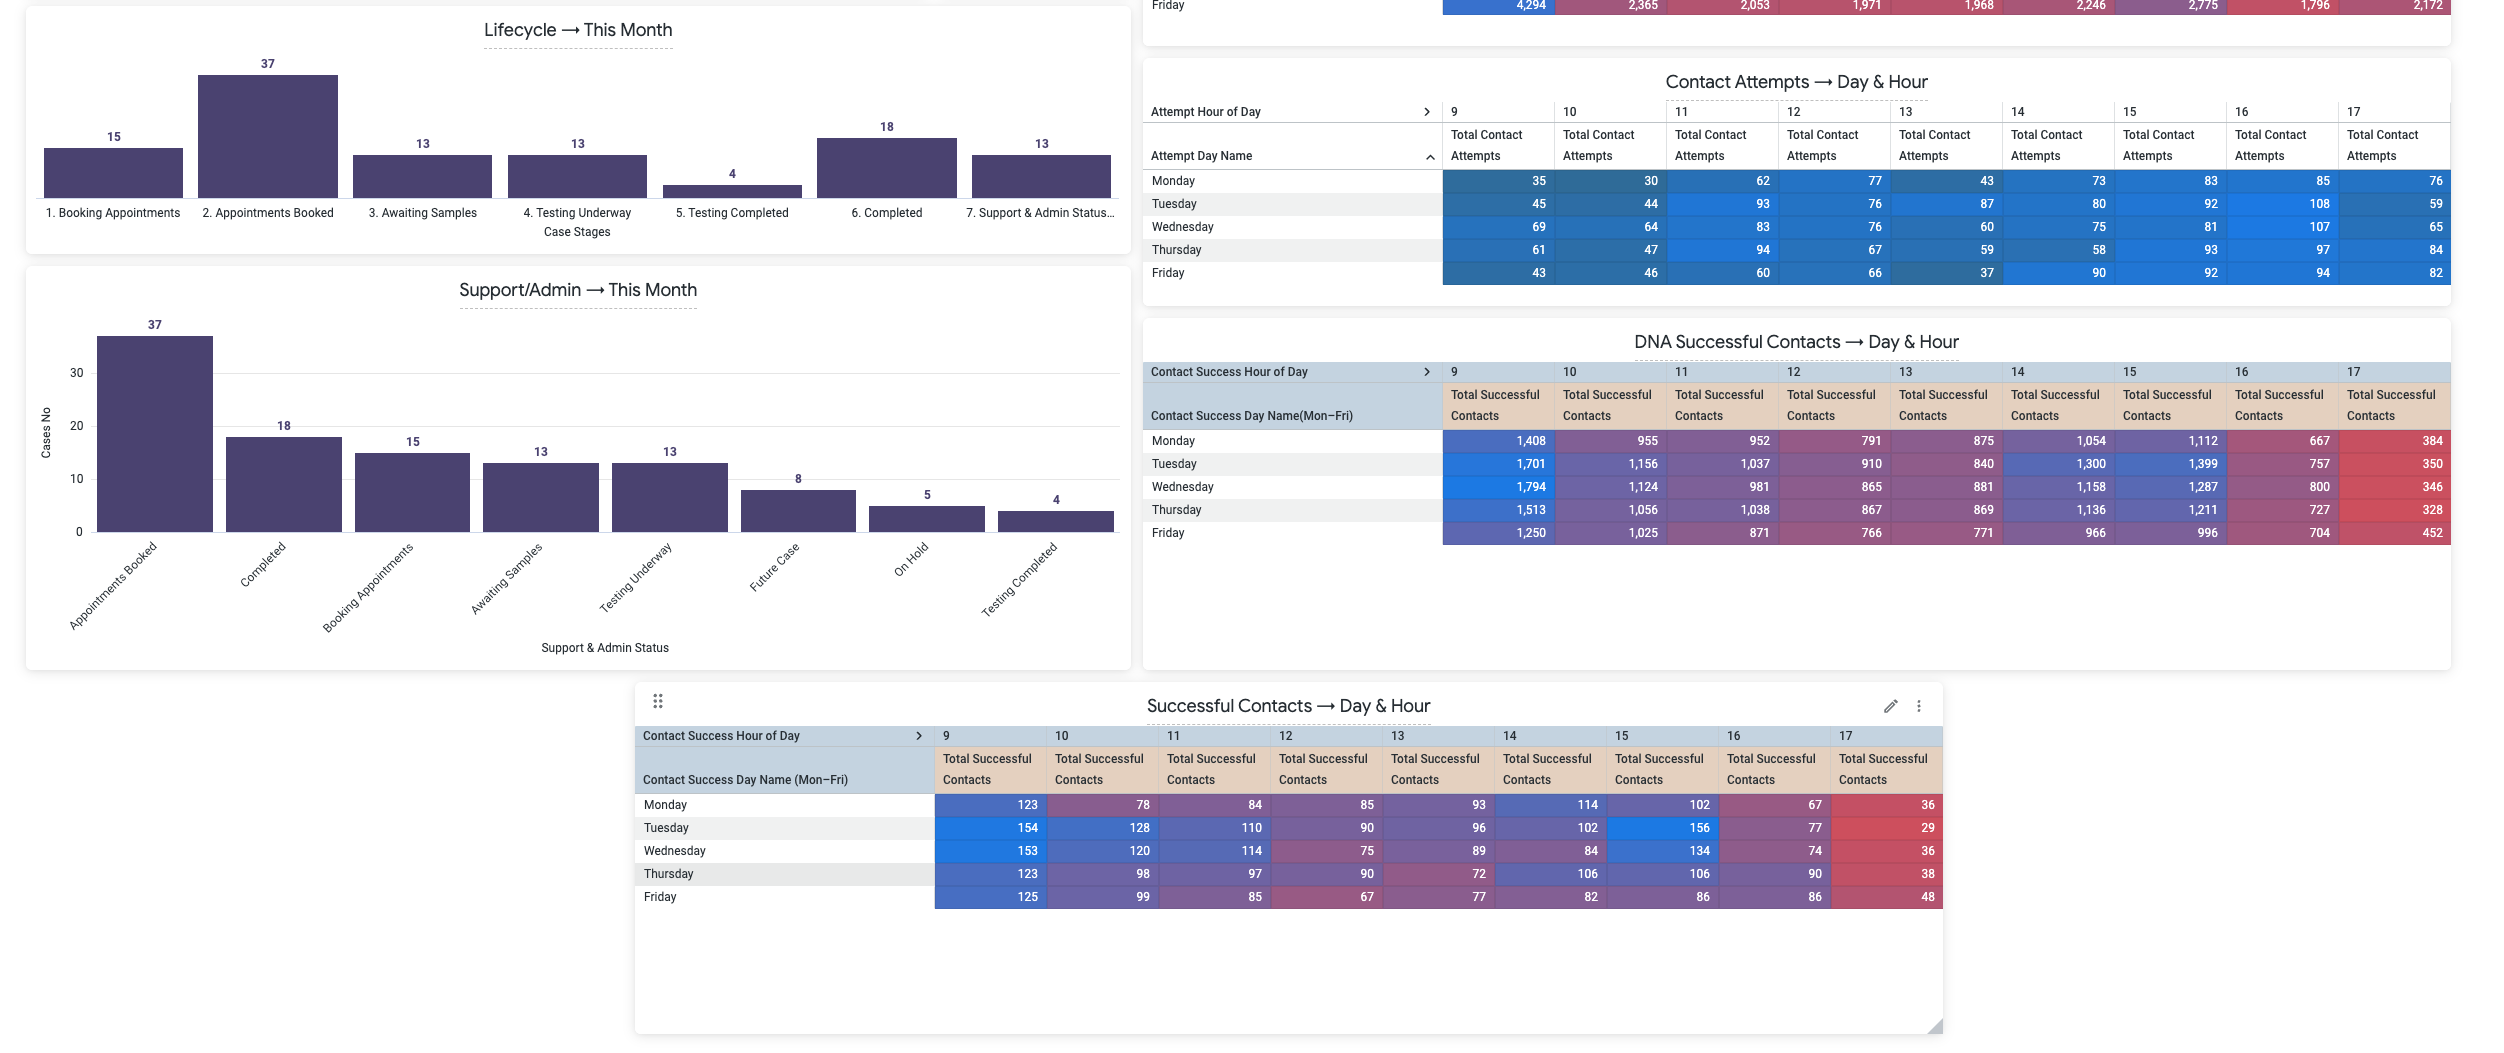 Friday 4,294 2,365 2,053 1,971 1,968 2,246 2,775 1,796 2,172
Lifecycle → This Month
37
18
15
13
13
13
4
1. Booking Appointments 2. Appointments Booked 3. Awaiting Samples 4. Testing Underway 5. Testing Completed 6. Completed 7. Support & Admin Status...
Case Stages
Support/Admin → This Month
37
18
15
13
13
8
5
4
30
20
10
0
Cases No
Appointments Booked
Completed
Booking Appointments
Awaiting Samples
Testing Underway
Future Case
On Hold
Testing Completed
Support & Admin Status
Contact Attempts → Day & Hour
Attempt Hour of Day 9 10 11 12 13 14 15 16 17
Total Contact Total Contact Total Contact Total Contact Total Contact Total Contact Total Contact Total Contact Total Contact
Attempt Day Name Attempts Attempts Attempts Attempts Attempts Attempts Attempts Attempts Attempts
Monday 35 30 62 77 43 73 83 85 76
Tuesday 45 44 93 76 87 80 92 108 59
Wednesday 69 64 83 76 60 75 81 107 65
Thursday 61 47 94 67 59 58 93 97 84
Friday 43 46 60 66 37 90 92 94 82
DNA Successful Contacts → Day & Hour
Contact Success Hour of Day 9 10 11 12 13 14 15 16 17
Total Successful Total Successful Total Successful Total Successful Total Successful Total Successful Total Successful Total Successful Total Successful
Contact Success Day Name(Mon–Fri) Contacts Contacts Contacts Contacts Contacts Contacts Contacts Contacts Contacts
Monday 1,408 955 952 791 875 1,054 1,112 667 384
Tuesday 1,701 1,156 1,037 910 840 1,300 1,399 757 350
Wednesday 1,794 1,124 981 865 881 1,158 1,287 800 346
Thursday 1,513 1,056 1,038 867 869 1,136 1,211 727 328
Friday 1,250 1,025 871 766 771 966 996 704 452
Successful Contacts → Day & Hour
Contact Success Hour of Day 9 10 11 12 13 14 15 16 17
Total Successful Total Successful Total Successful Total Successful Total Successful Total Successful Total Successful Total Successful Total Successful
Contact Success Day Name (Mon–Fri) Contacts Contacts Contacts Contacts Contacts Contacts Contacts Contacts Contacts
Monday 123 78 84 85 93 114 102 67 36
Tuesday 154 128 110 90 96 102 156 77 29
Wednesday 153 120 114 75 89 84 134 74 36
Thursday 123 98 97 90 72 106 106 90 38
Friday 125 99 85 67 77 82 86 86 48